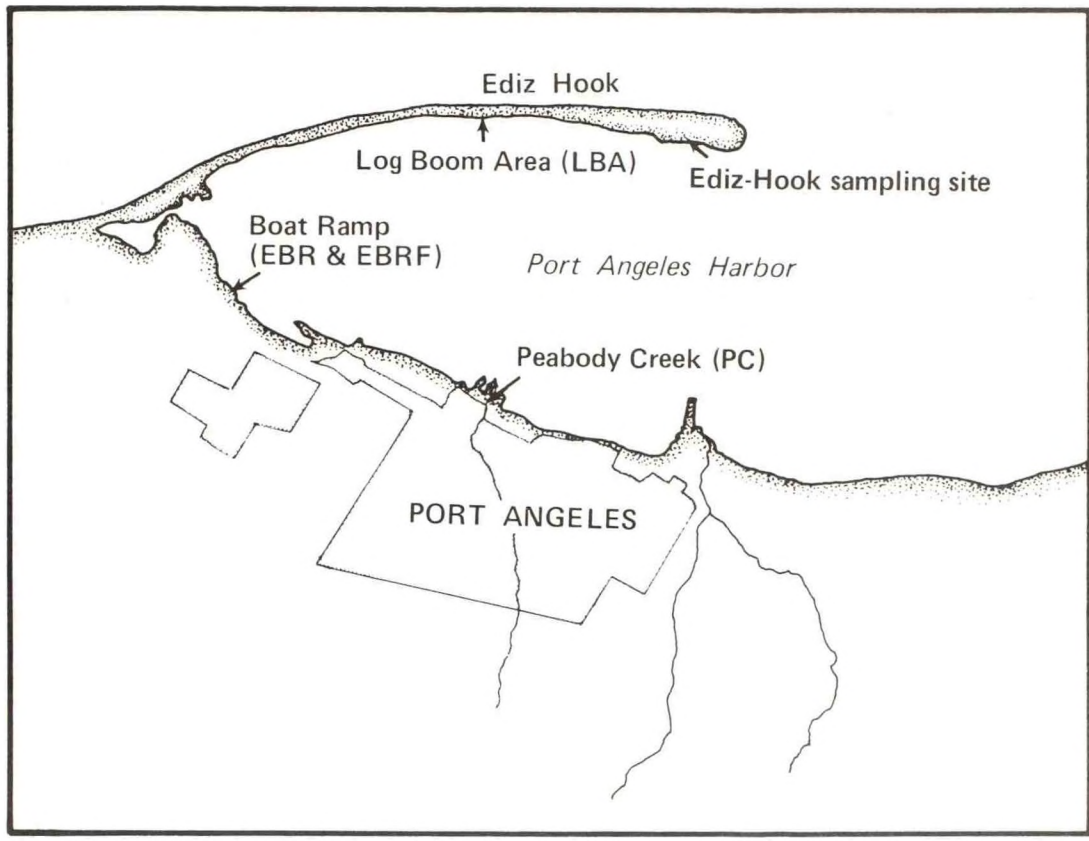 Ediz Hook
Log Boom Area (LBA)
Ediz-Hook sampling site
Boat Ramp
(EBR & EBRF)
Port Angeles Harbor
Peabody Creek (PC)
PORT ANGELES